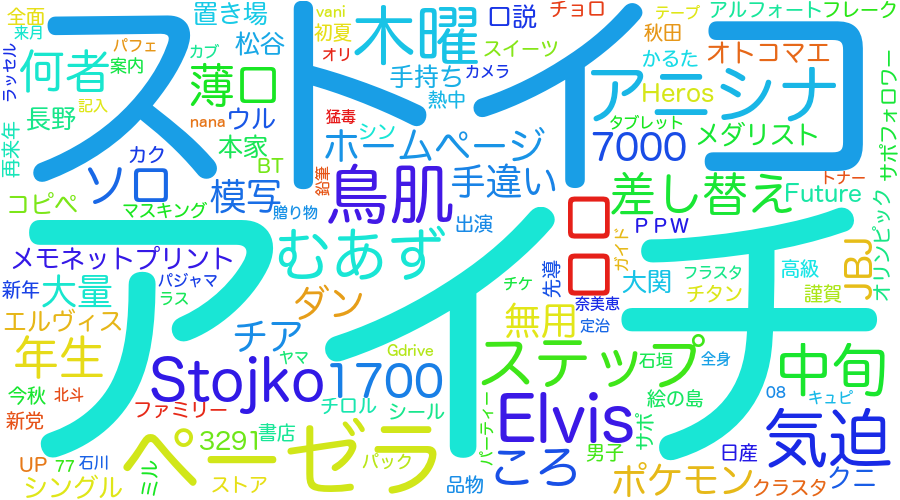 全面
来月
ラッセル
何者
パフェ
案内
記入
長野
再来年
置き場
カブ
松谷
薄口
nana
ウル
本家
カク
BT
vani
初夏
オリ
木曜
手持ち
カメラ
熱中
猛毒
シン
口説
スイーツ
チョロ
秋田
かるた
テープ
アルフォート
フレーク
オトコマエ
Heros
アニシナ
タブレット
メダリスト
サポフォロワー
ストイコ
ホームページ
7000
トナー
ソロ
模写
鉛筆
鳥肌
手違い
差し替え
Future
コピペ
マスキング
贈り物
出演
PPW
ガイド
オリンピック
メモネットプリント
むあず
JBJ
アイチ
新年
大量
パジャマ
ラス
ダン
チケ
先導
奈美恵
定治
大関
フラスタ
チタン
高級
謹賀
エルヴィス
チア
無用
年生
ヤマ
Gdrive
ステップ
石垣
全身
中旬
Stojko
1700
今秋
北斗
新党
ファミリー
チロル
シール
Elvis
絵の島
08
キュピ
気迫
3291
書店
ペーゼラ
パーティー
サポ
男子
日産
UP
77
石川
シングル
ミル
ストア
パック
品物
ころ
ポケモン
クラスタ
クニ